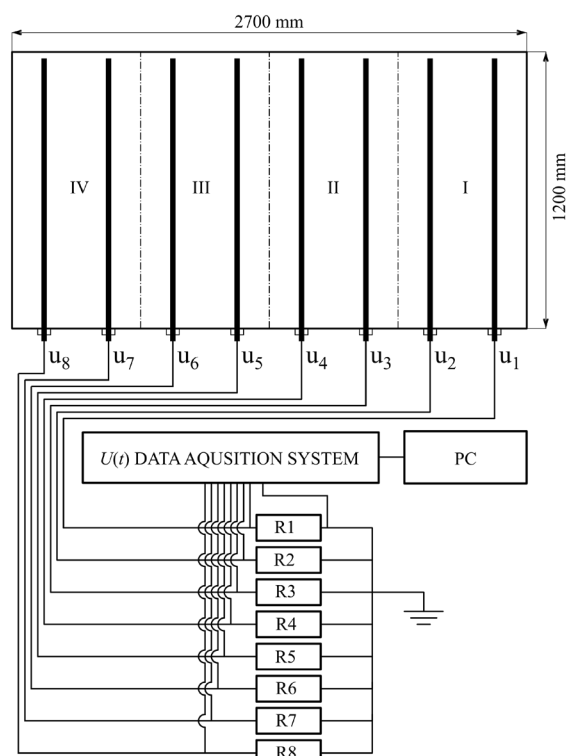 2700 mm
1200 mm
IV III II I
u8 u7 u6 u5 u4 u3 u2 u1
U(t) DATA AQUSITION SYSTEM
PC
R1
R2
R3
R4
R5
R6
R7
R8